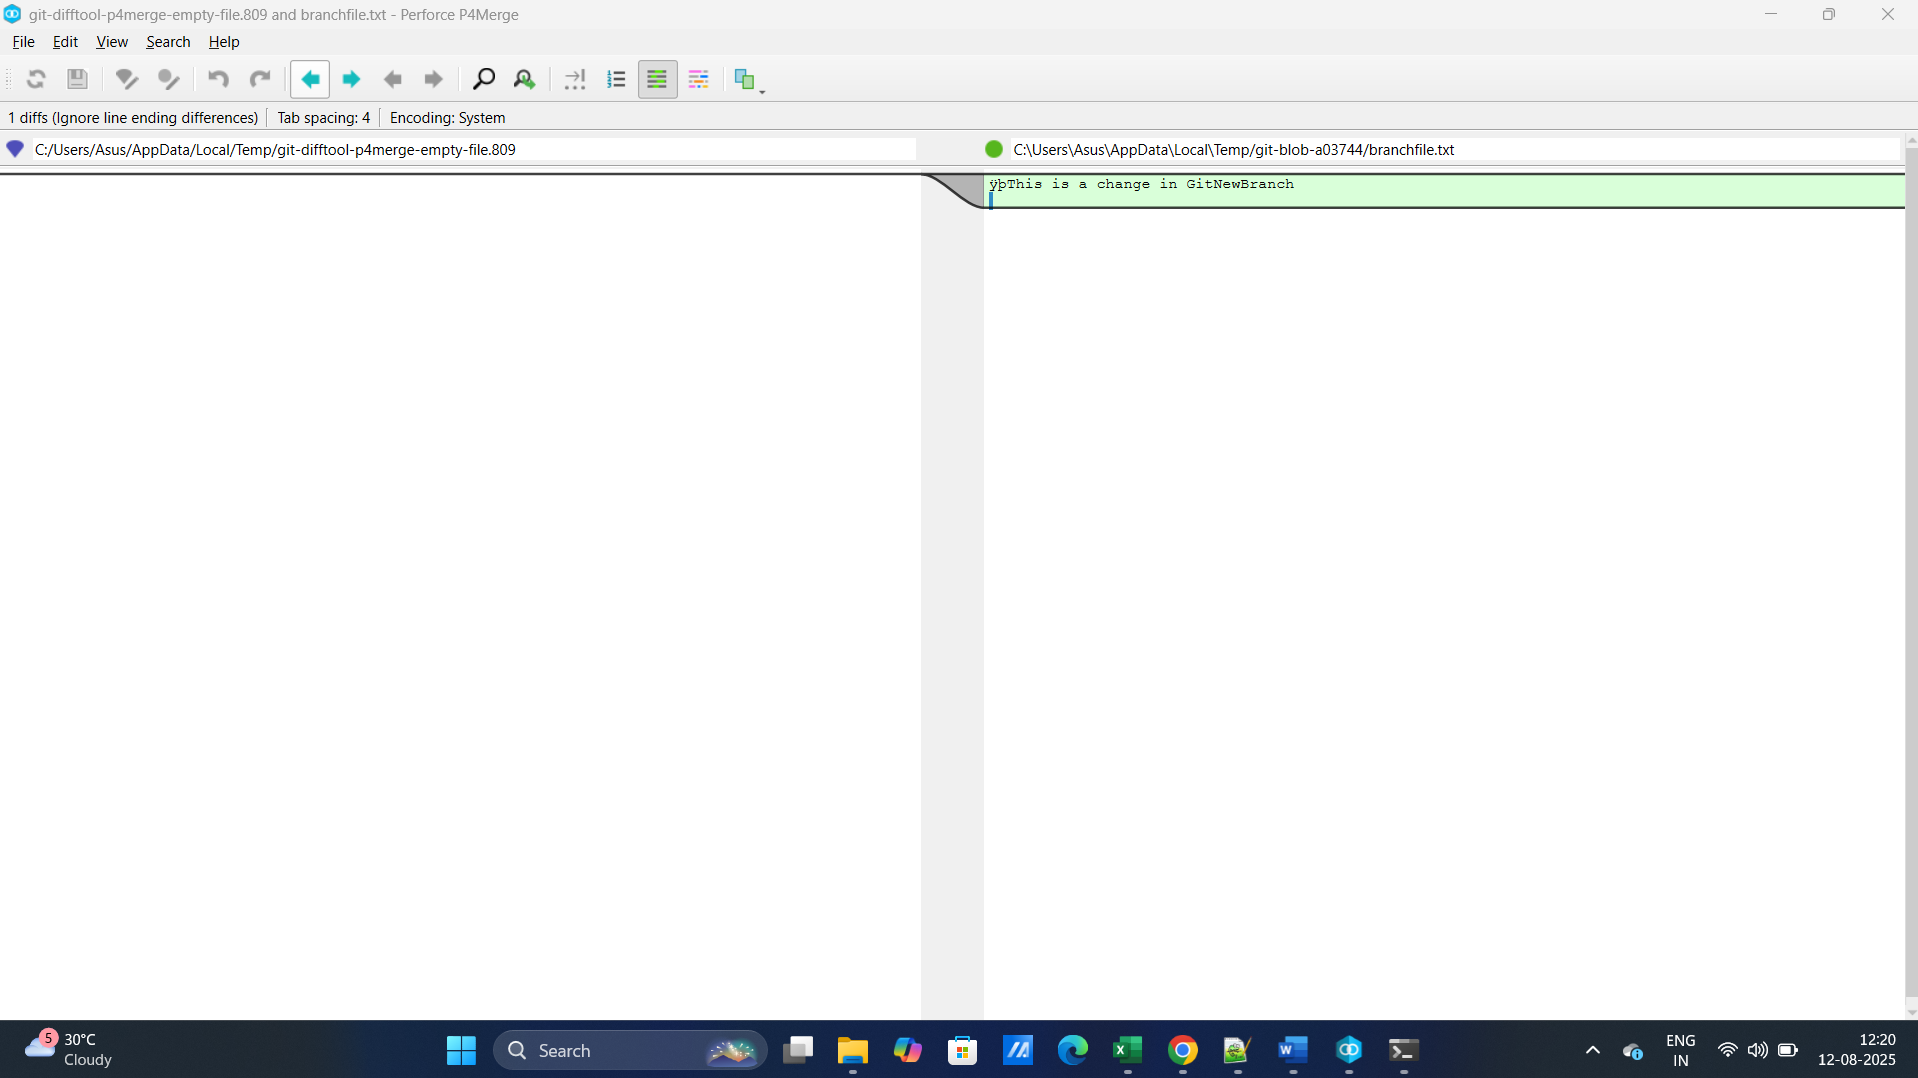 git-difftool-p4merge-empty-file.809 and branchfile.txt - Perforce P4Merge
File Edit View Search Help
1 diffs (Ignore line ending differences) Tab spacing: 4 Encoding: System
C:/Users/Asus/AppData/Local/Temp/git-difftool-p4merge-empty-file.809
C:\Users\Asus\AppData\Local\Temp/git-blob-a03744/branchfile.txt
ÿþThis is a change in GitNewBranch
5
30°C
Cloudy
Search
ENG
IN
12:20
12-08-2025